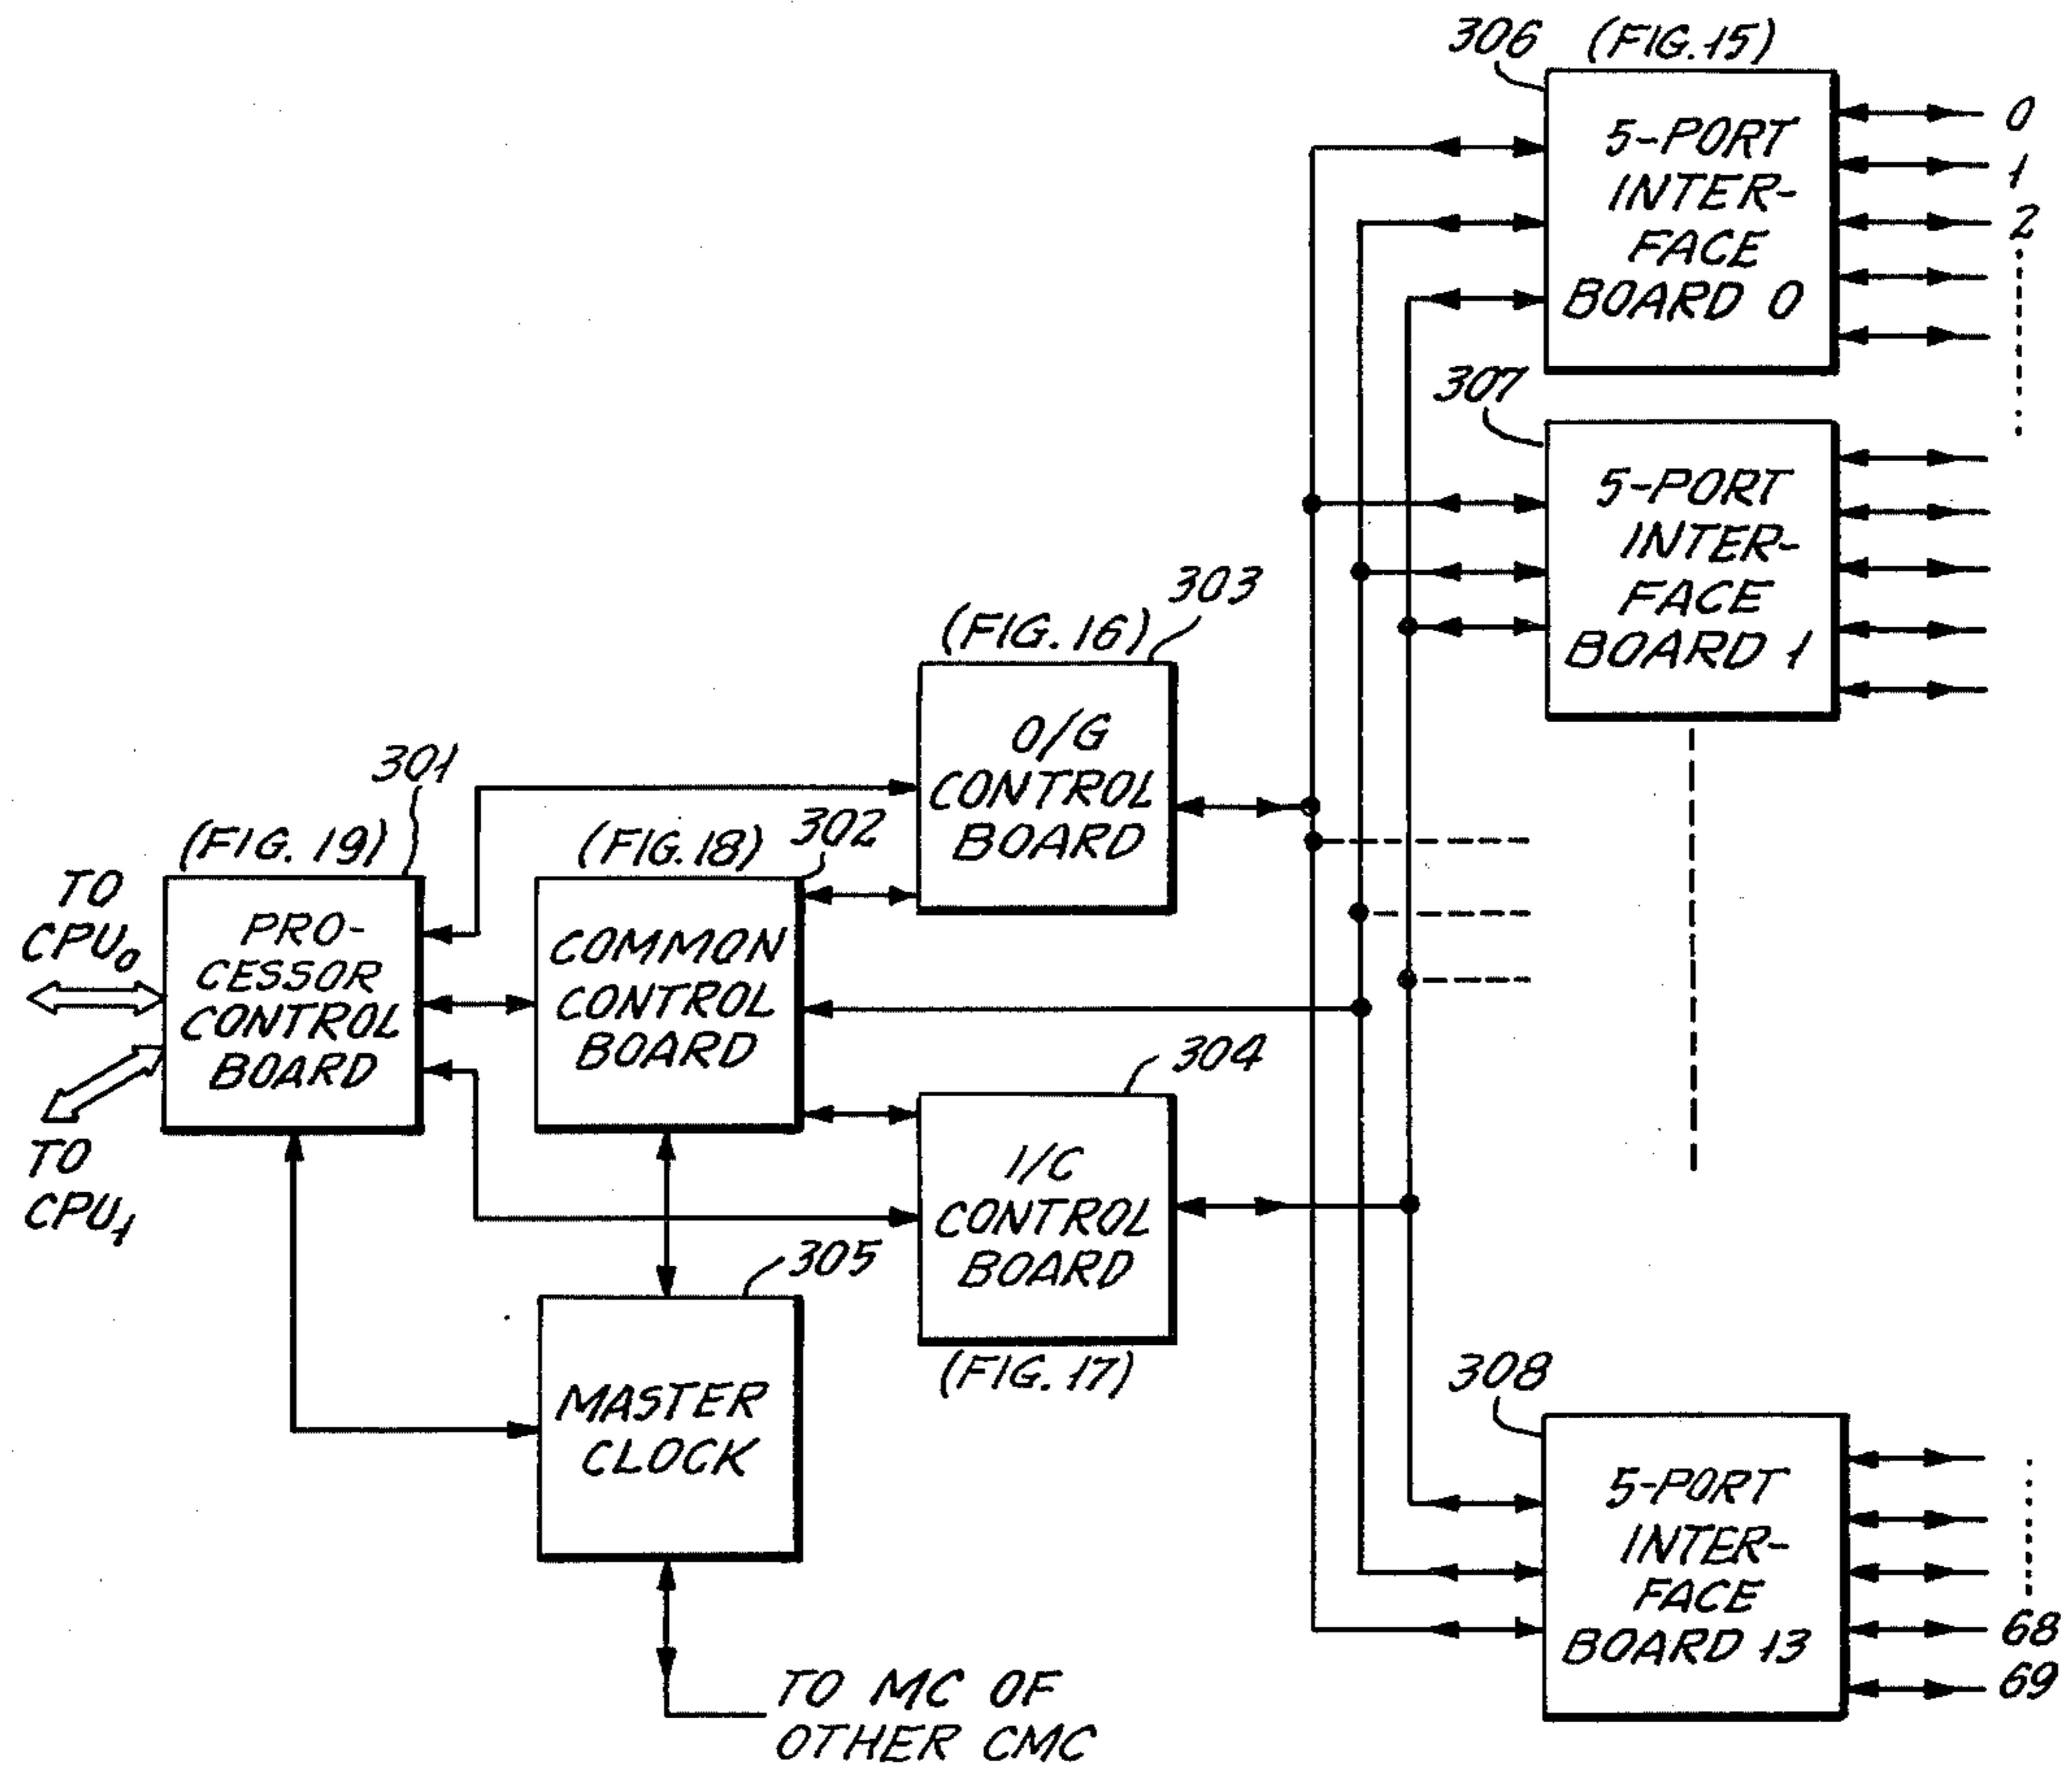 306 (FIG. 15)
5-PORT
INTER-
FACE
BOARD 0
0
1
2
307
5-PORT
INTER-
FACE
BOARD 1
303
(FIG. 16)
O/G
CONTROL
BOARD
301
(FIG. 19)
TO
CPU0
PRO-
CESSOR
CONTROL
BOARD
TO
CPU1
(FIG. 18) 302
COMMON
CONTROL
BOARD
304
I/C
CONTROL
BOARD
(FIG. 17)
305
MASTER
CLOCK
TO MC OF
OTHER CMC
308
5-PORT
INTER-
FACE
BOARD 13
68
69